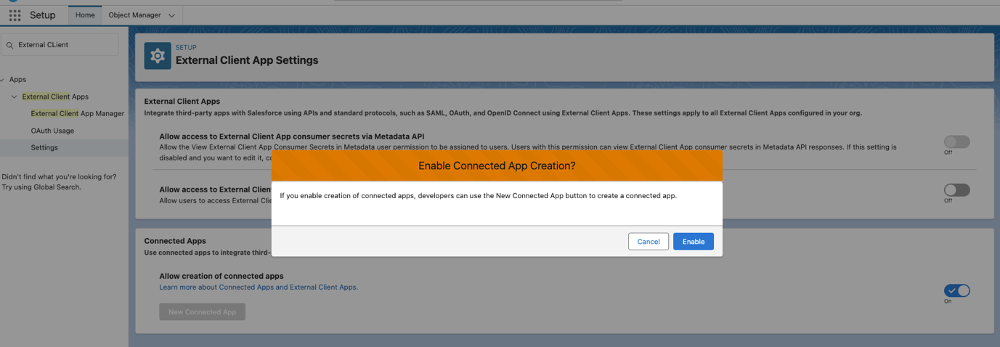 Setup
Home
Object Manager
External CLient
Apps
External Client Apps
External Client App Manager
OAuth Usage
Settings
Didn't find what you're looking for?
Try using Global Search.
SETUP
External Client App Settings
External Client Apps
Integrate third-party apps with Salesforce using APIs and standard protocols, such as SAML, OAuth, and OpenID Connect using External Client Apps. These settings apply to all External Client Apps configured in your org.
Allow access to External Client App consumer secrets via Metadata API
Allow the View External Client App Consumer Secrets in Metadata user permission to be assigned to users. Users with this permission can view External Client App consumer secrets in Metadata API responses. If this setting is
disabled and you want to edit it,
Off
Allow access to External
Allow users to access External
Off
Enable Connected App Creation?
If you enable creation of connected apps, developers can use the New Connected App button to create a connected app.
Cancel
Enable
Connected Apps
Use connected apps to integrate third-
Allow creation of connected apps
Learn more about Connected Apps and External Client Apps.
On
New Connected App